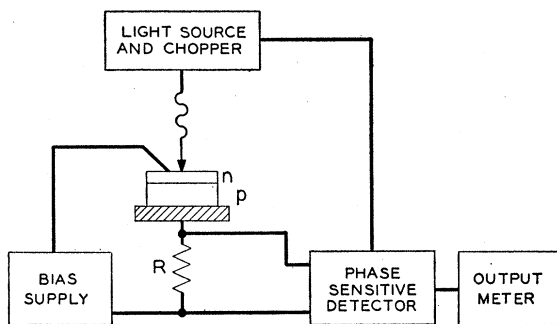 LIGHT SOURCE
AND CHOPPER
n
p
R
BIAS
SUPPLY
PHASE
SENSITIVE
DETECTOR
OUTPUT
METER